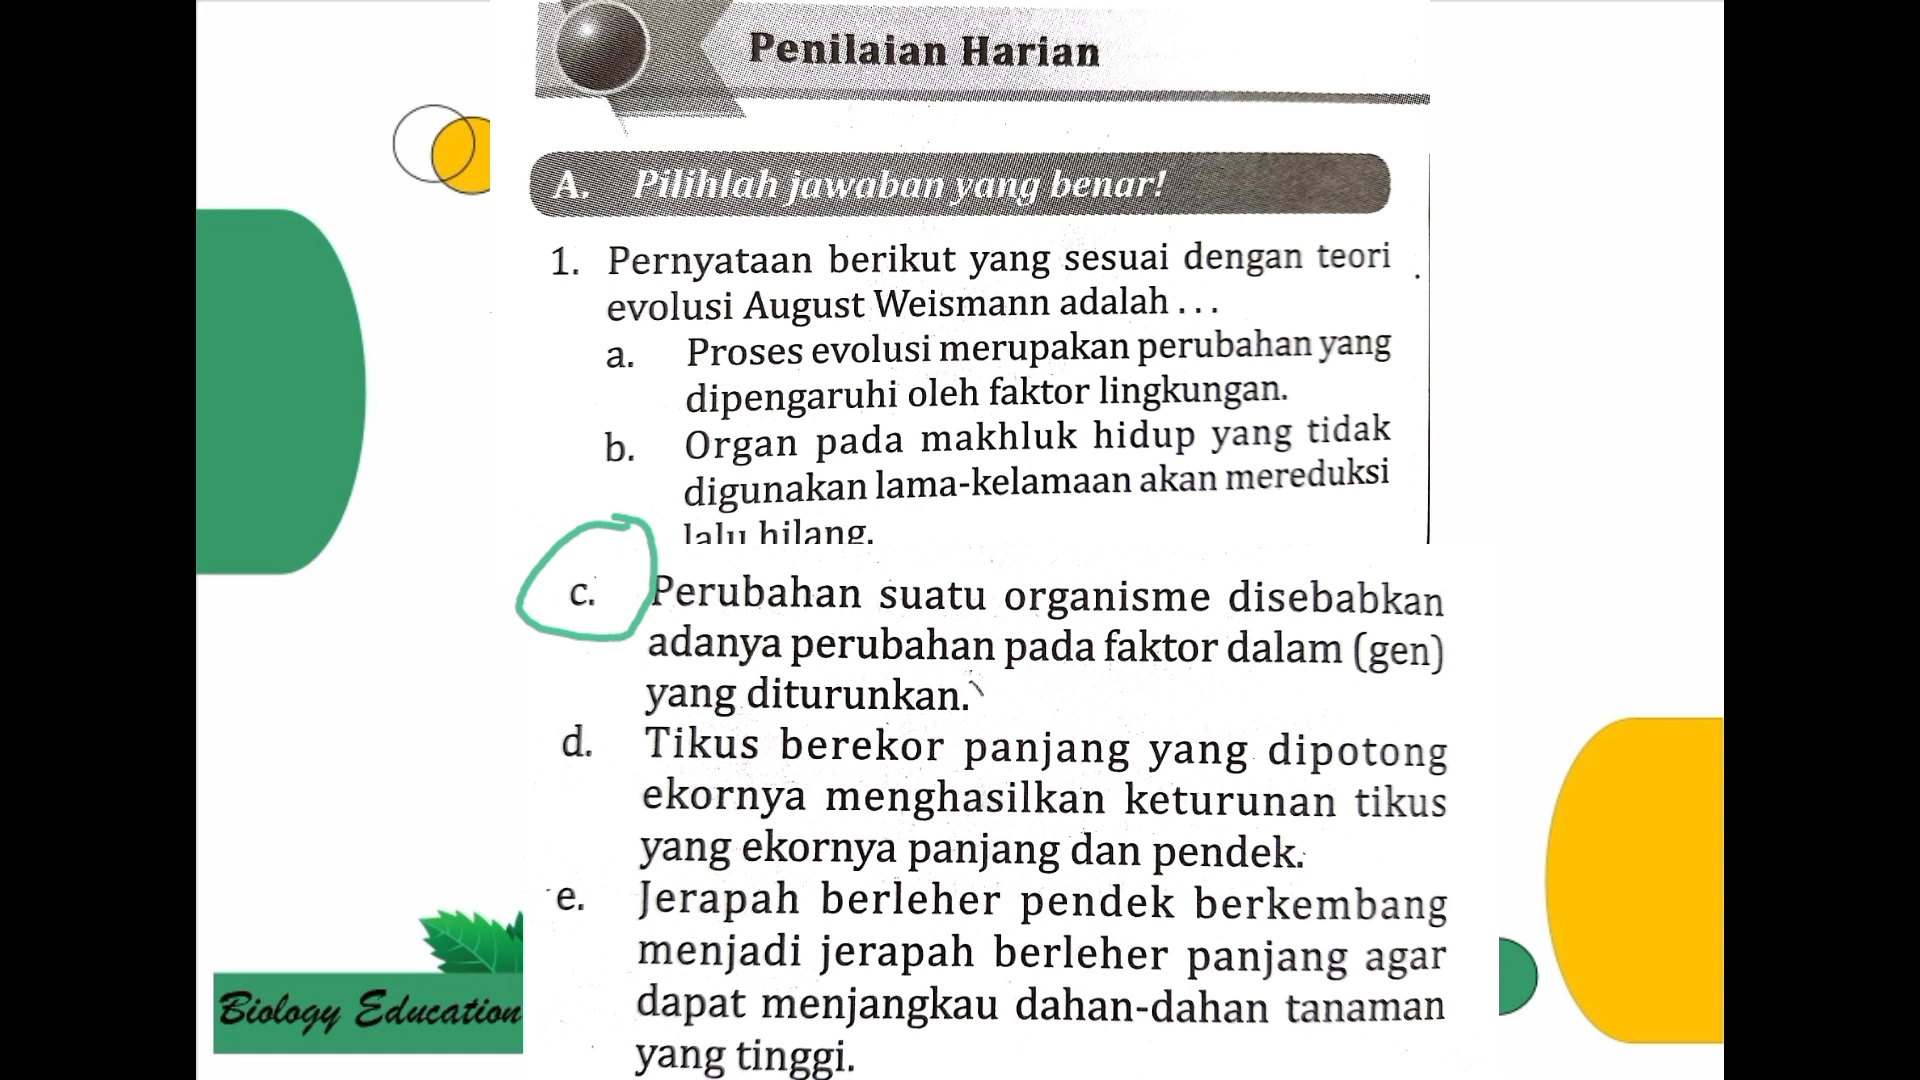 Penilaian Harian
A. Pilihlah jawaban yang benar!
1. Pernyataan berikut yang sesuai dengan teori
evolusi August Weismann adalah . . .
a. Proses evolusi merupakan perubahan yang
dipengaruhi oleh faktor lingkungan.
b. Organ pada makhluk hidup yang tidak
digunakan lama-kelamaan akan mereduksi
lalu hilang.
c. Perubahan suatu organisme disebabkan
adanya perubahan pada faktor dalam (gen)
yang diturunkan.
d. Tikus berekor panjang yang dipotong
ekornya menghasilkan keturunan tikus
yang ekornya panjang dan pendek.
e. Jerapah berleher pendek berkembang
menjadi jerapah berleher panjang agar
dapat menjangkau dahan-dahan tanaman
yang tinggi.
Biology Education